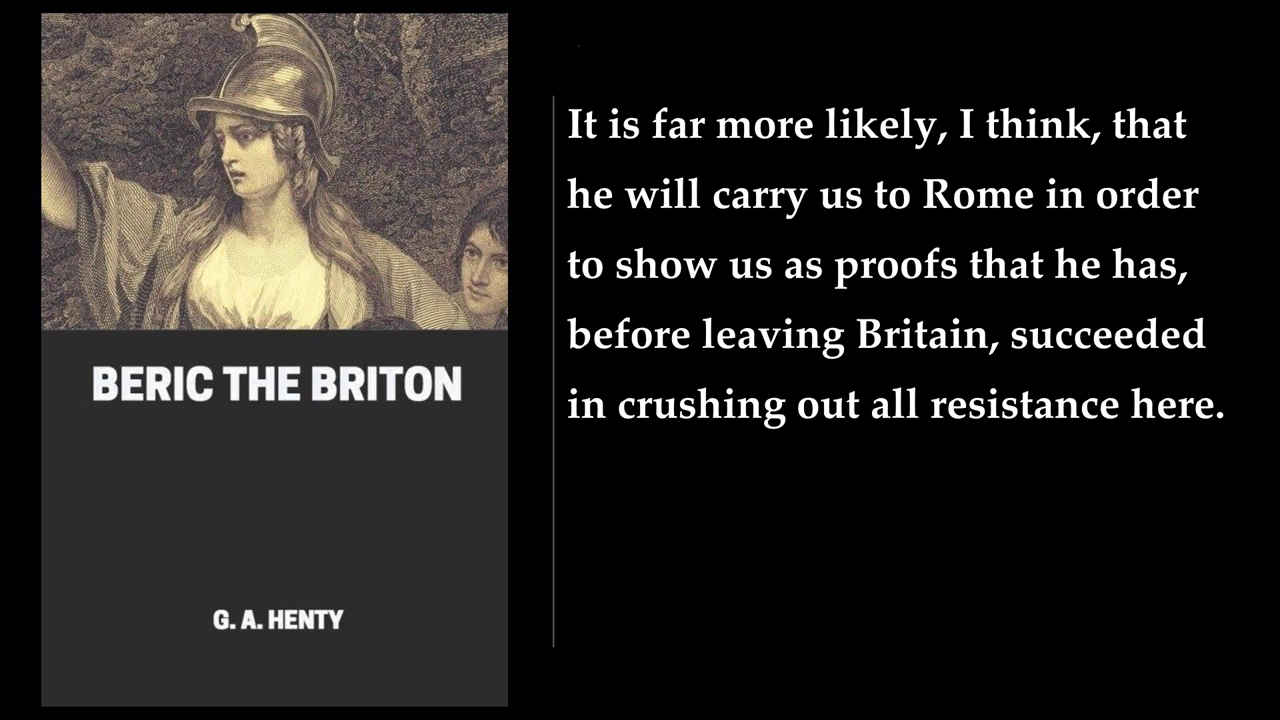 BERIC THE BRITON
G. A. HENTY
It is far more likely, I think, that
he will carry us to Rome in order
to show us as proofs that he has,
before leaving Britain, succeeded
in crushing out all resistance here.